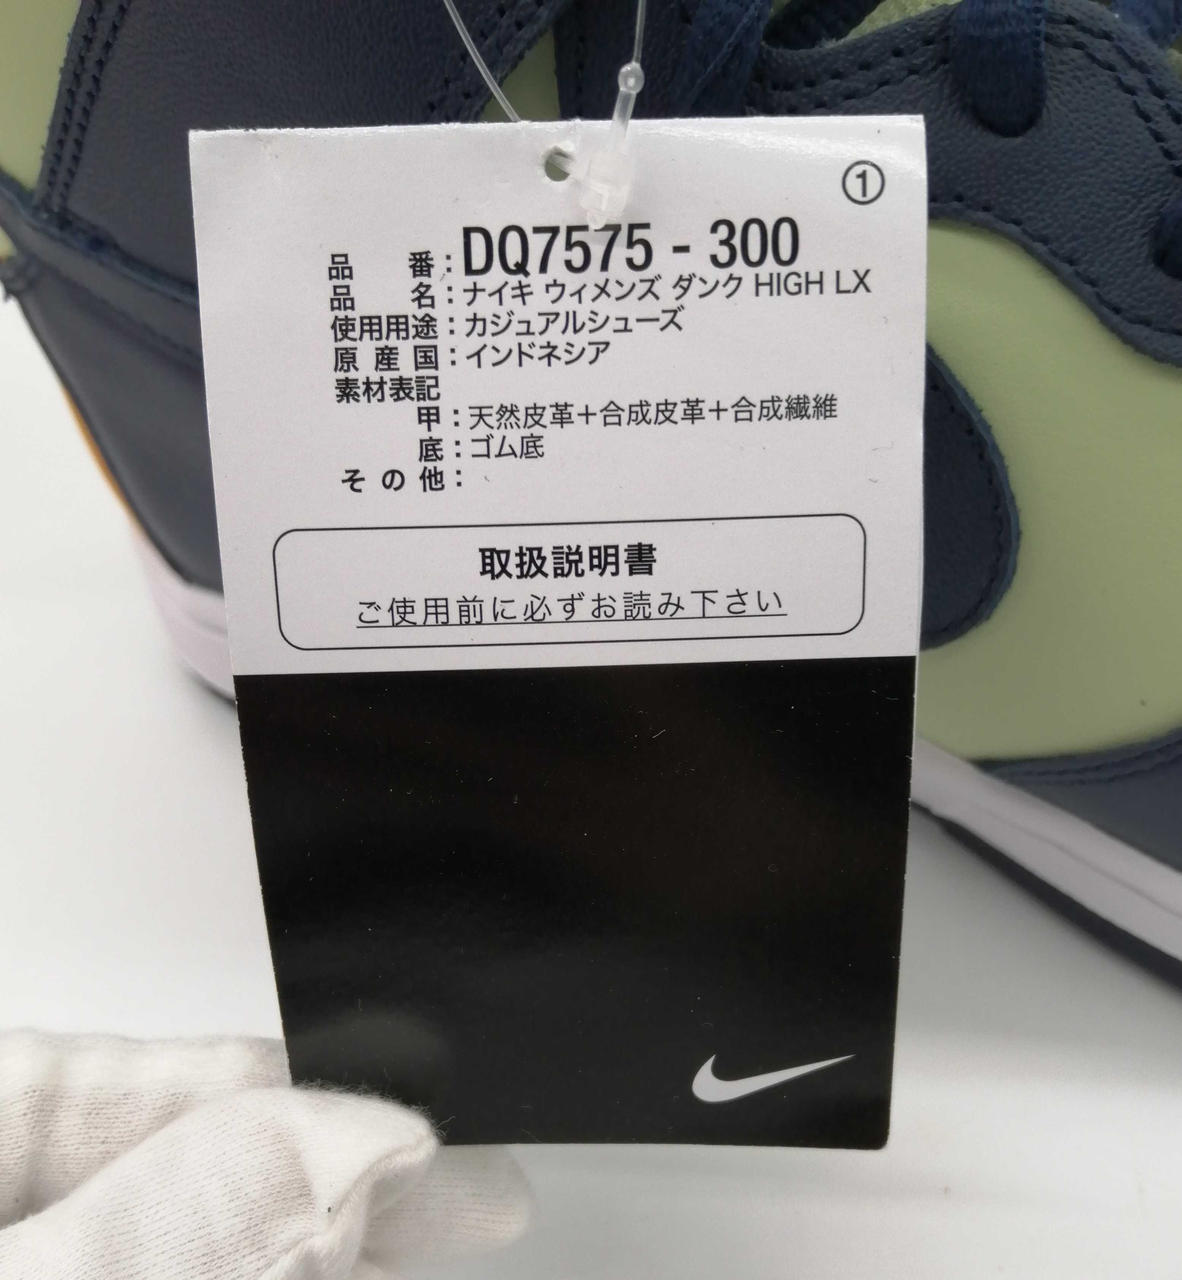 ①
品 番：DQ7575 - 300
品 名：ナイキ ウィメンズ ダンク HIGH LX
使用用途：カジュアルシューズ
原 産 国：インドネシア
素材表記
甲：天然皮革＋合成皮革＋合成繊維
底：ゴム底
そ の 他：
取扱説明書
ご使用前に必ずお読み下さい